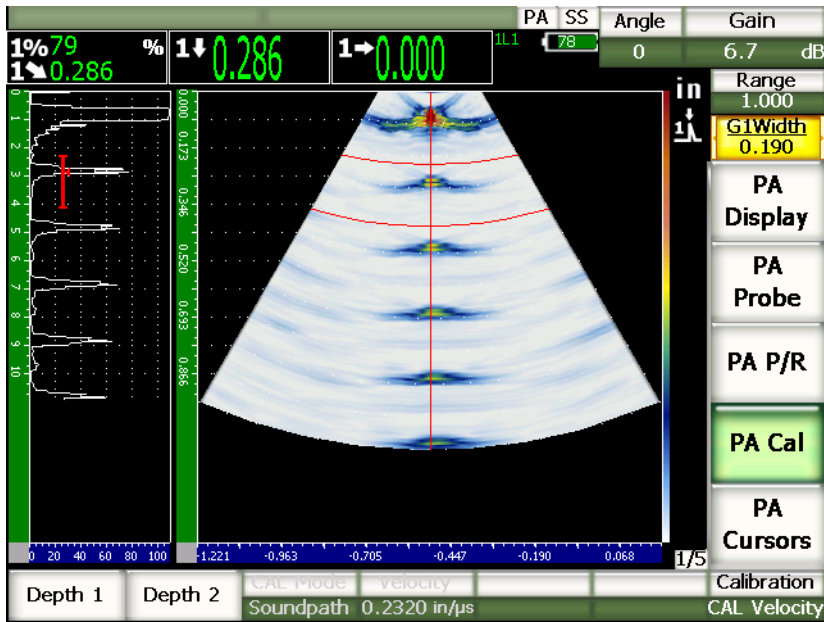 PA SS Angle Gain
1%79 % 1 0.286 1 0.000 1L1 78 0 6.7 dB
1 0.286
in
Range
1.000
1
G1Width
0.190
PA
Display
PA
Probe
PA P/R
PA Cal
PA
Cursors
0 1 2 3 4 5 6 7 8 9 10
0.000 0.173 0.346 0.520 0.693 0.866
0 20 40 60 80 100 -1.221 -0.963 -0.705 -0.447 -0.190 0.068 1/5
Depth 1 Depth 2 CAL Mode Velocity Calibration
Soundpath 0.2320 in/µs CAL Velocity